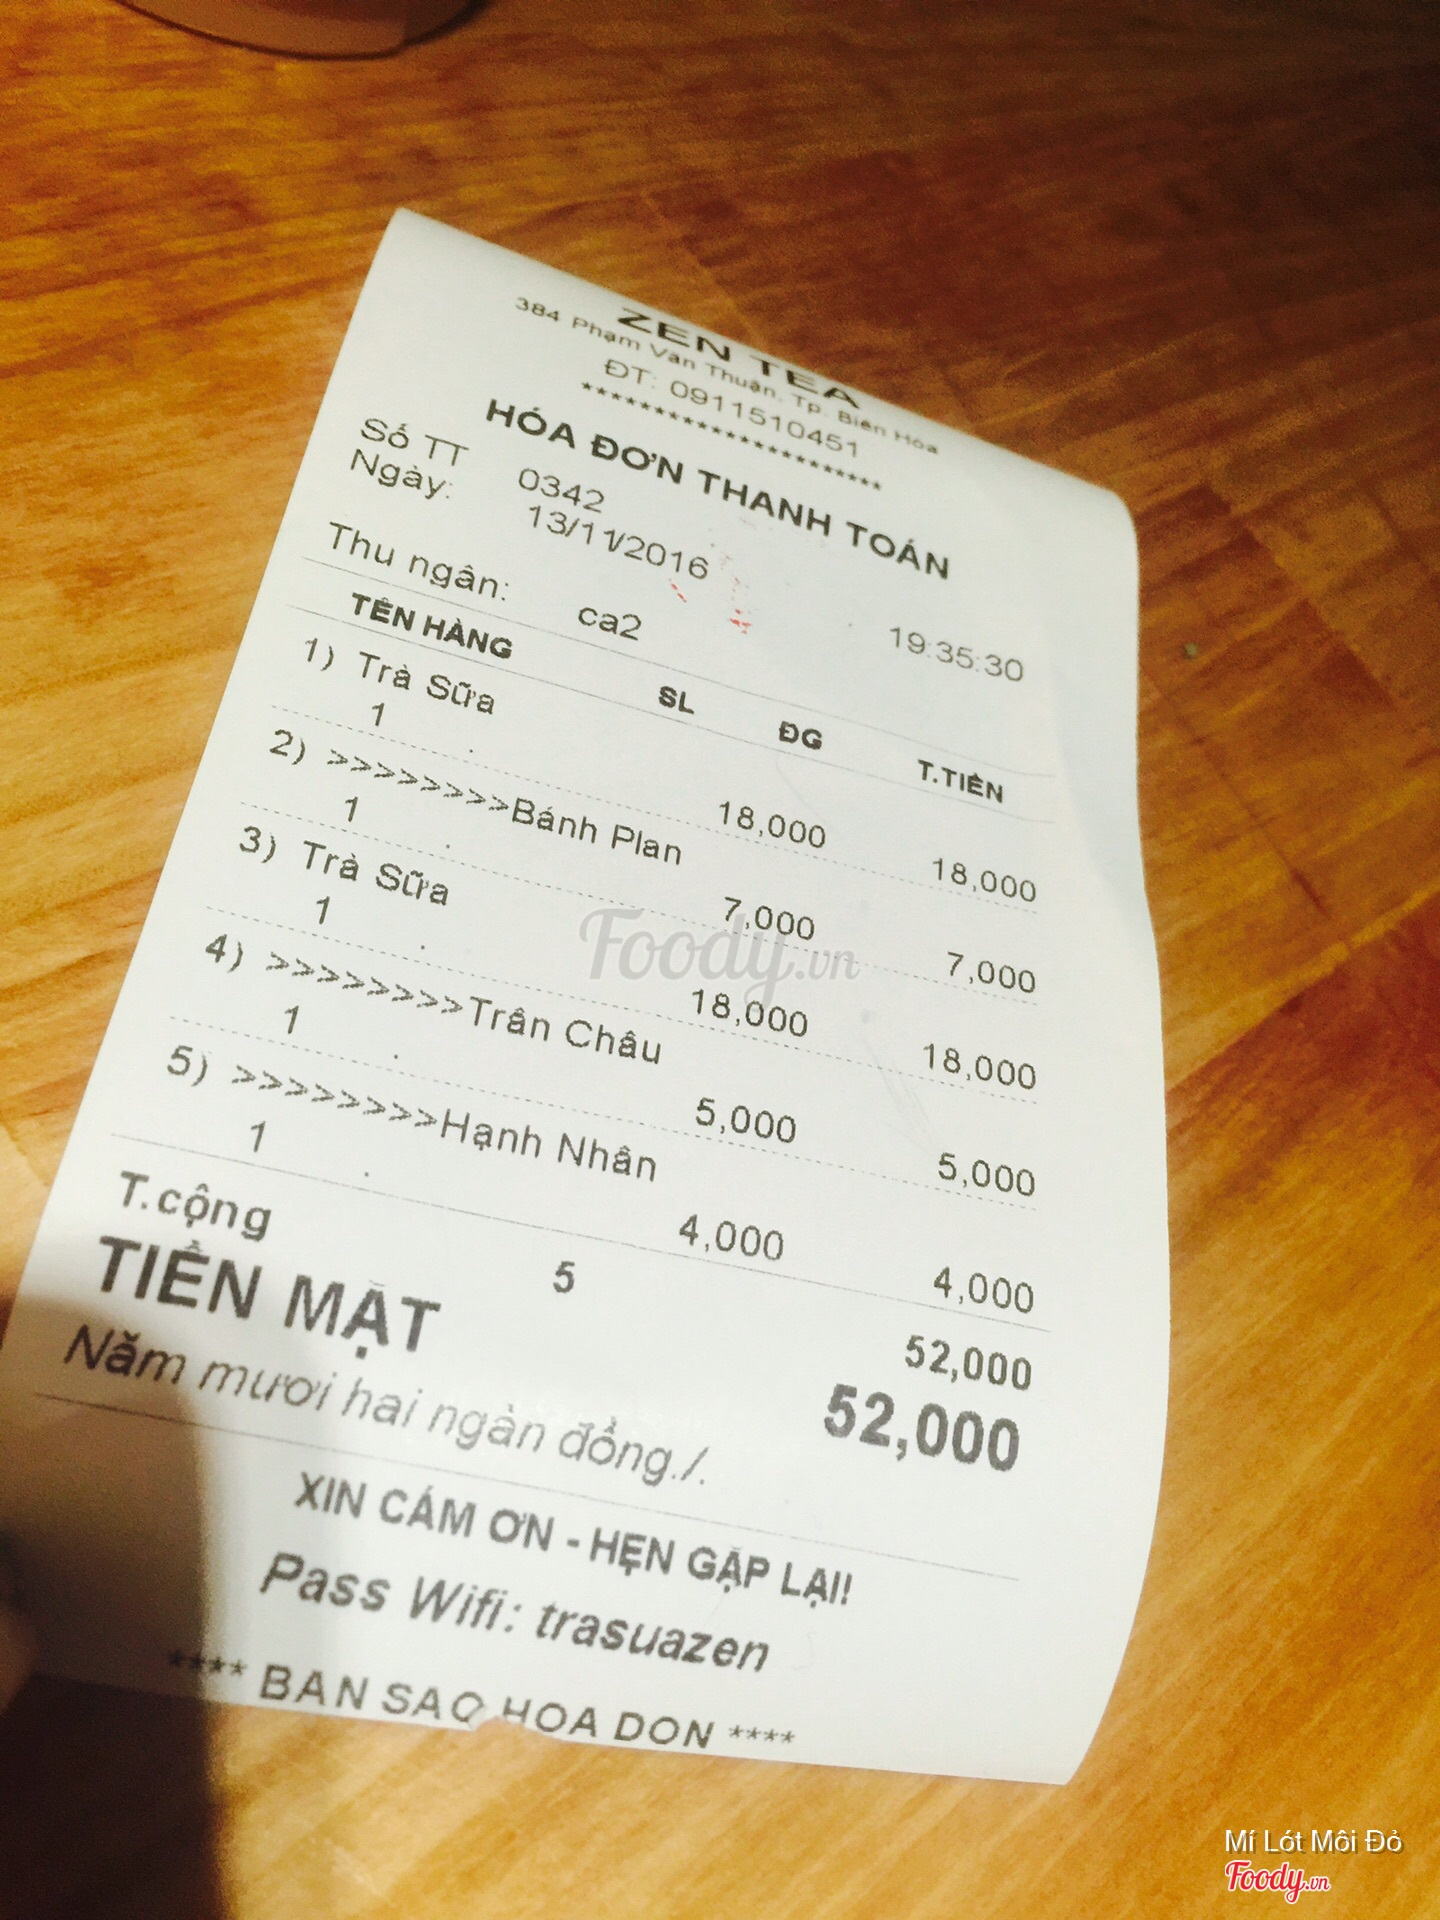 ZEN TEA
384 Phạm Văn Thuận, Tp. Biên Hòa
ĐT: 0911510451
**********************
HÓA ĐƠN THANH TOÁN
Số TT 0342
Ngày: 13/11/2016 19:35:30
Thu ngân: ca2
TÊN HÀNG SL ĐG T.TIỀN
1) Trà Sữa
1 . 18,000 18,000
2) >>>>>>>>Bánh Plan
1 . 7,000 7,000
3) Trà Sữa
1 . 18,000 18,000
4) >>>>>>>>Trân Châu
1 . 5,000 5,000
5) >>>>>>>>Hạnh Nhân
1 . 4,000 4,000
T.cộng 5 52,000
TIỀN MẶT 52,000
Năm mươi hai ngàn đồng./.
XIN CÁM ƠN - HẸN GẶP LẠI!
Pass Wifi: trasuazen
**** BAN SAO HOA DON ****
Foody.vn
Mí Lót Môi Đỏ
Foody.vn